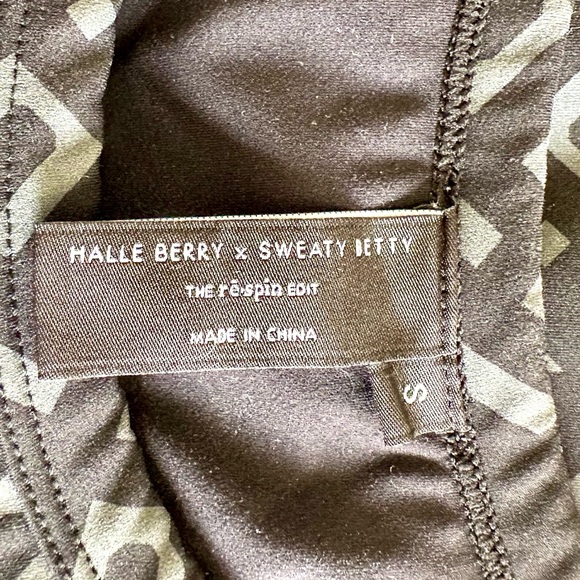 HALLE BERRY x SWEATY BETTY
THE rē•spin EDIT
MADE IN CHINA
S